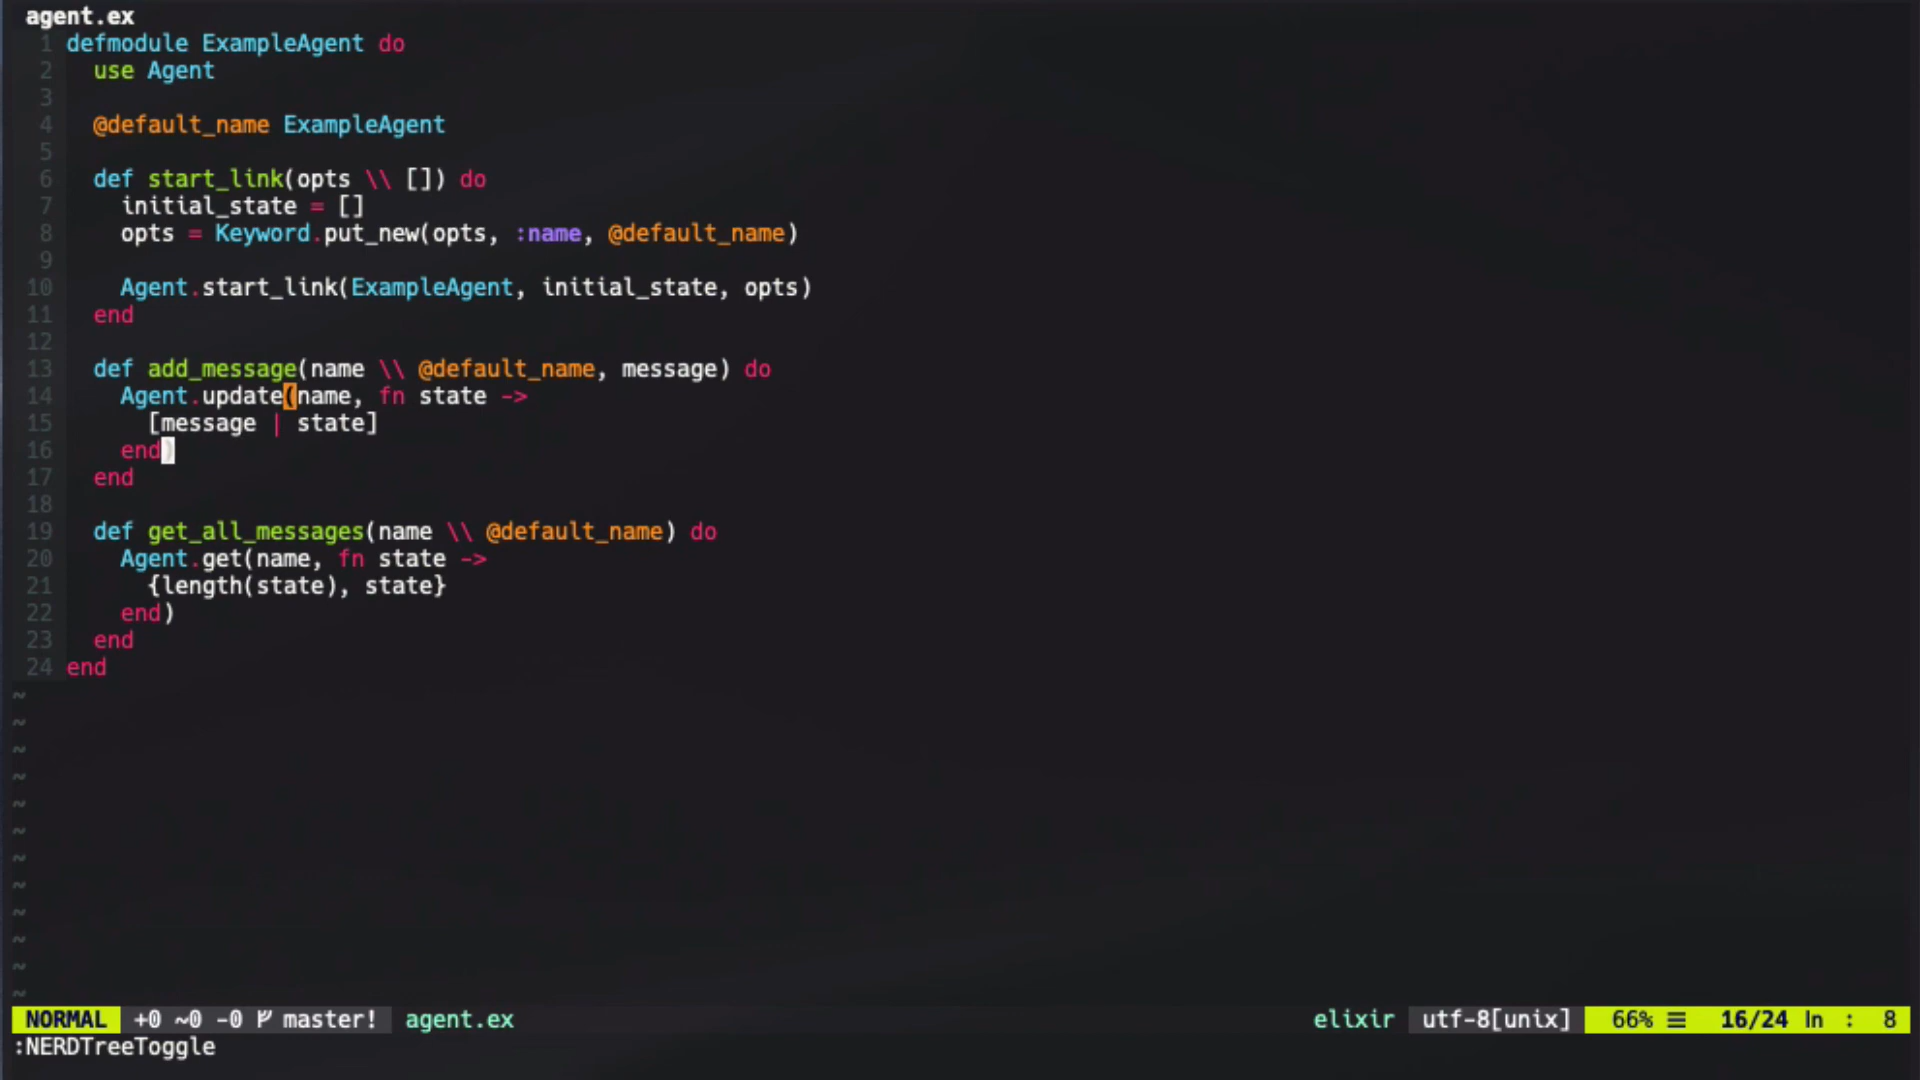 agent.ex
1 defmodule ExampleAgent do
2   use Agent
3
4   @default_name ExampleAgent
5
6   def start_link(opts \\ []) do
7     initial_state = []
8     opts = Keyword.put_new(opts, :name, @default_name)
9
10     Agent.start_link(ExampleAgent, initial_state, opts)
11   end
12
13   def add_message(name \\ @default_name, message) do
14     Agent.update(name, fn state ->
15       [message | state]
16     end)
17   end
18
19   def get_all_messages(name \\ @default_name) do
20     Agent.get(name, fn state ->
21       {length(state), state}
22     end)
23   end
24 end
~
~
~
~
~
~
~
~
~
~
~
~
NORMAL +0 ~0 -0 master! agent.ex elixir utf-8[unix] 66% ☰ 16/24 ln : 8
:NERDTreeToggle